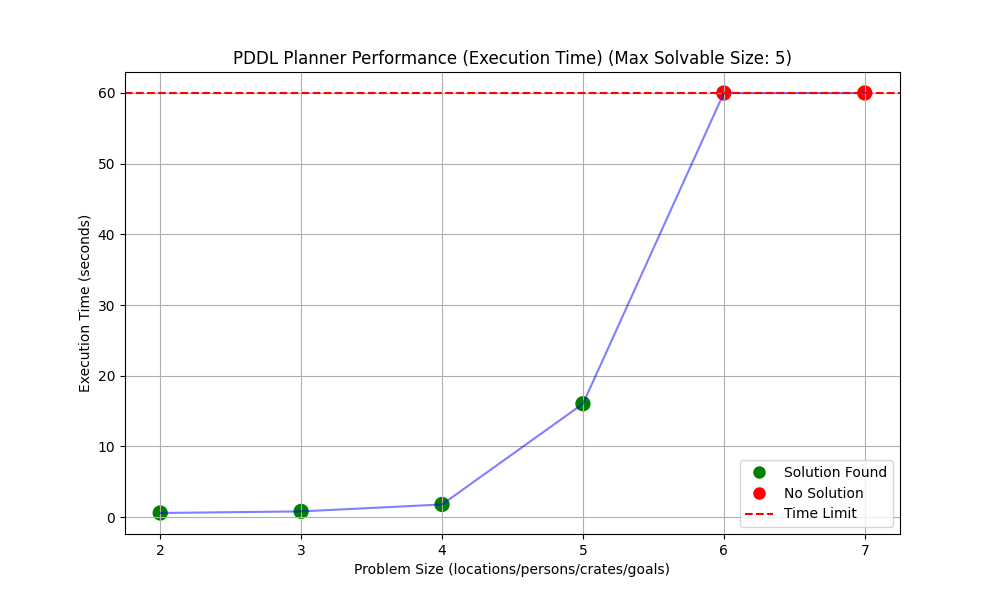 PDDL Planner Performance (Execution Time) (Max Solvable Size: 5)
Execution Time (seconds)
60
50
40
30
20
10
0
Solution Found
No Solution
Time Limit
2 3 4 5 6 7
Problem Size (locations/persons/crates/goals)